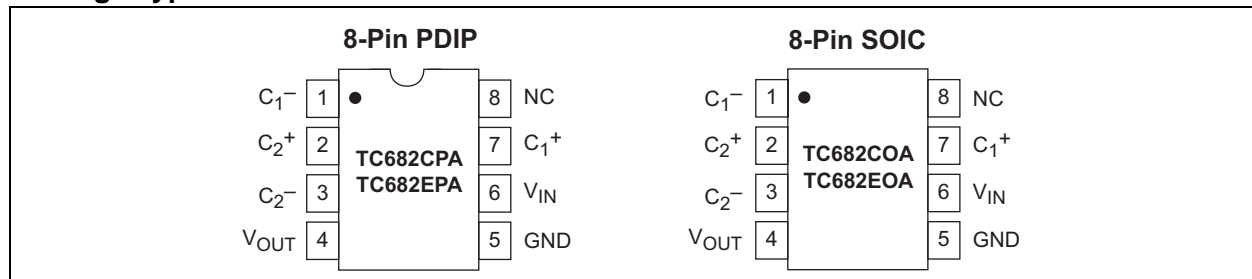 8-Pin PDIP
C1– 1 8 NC
C2+ 2 7 C1+
TC682CPA
TC682EPA
C2– 3 6 VIN
VOUT 4 5 GND
8-Pin SOIC
C1– 1 8 NC
C2+ 2 7 C1+
TC682COA
TC682EOA
C2– 3 6 VIN
VOUT 4 5 GND